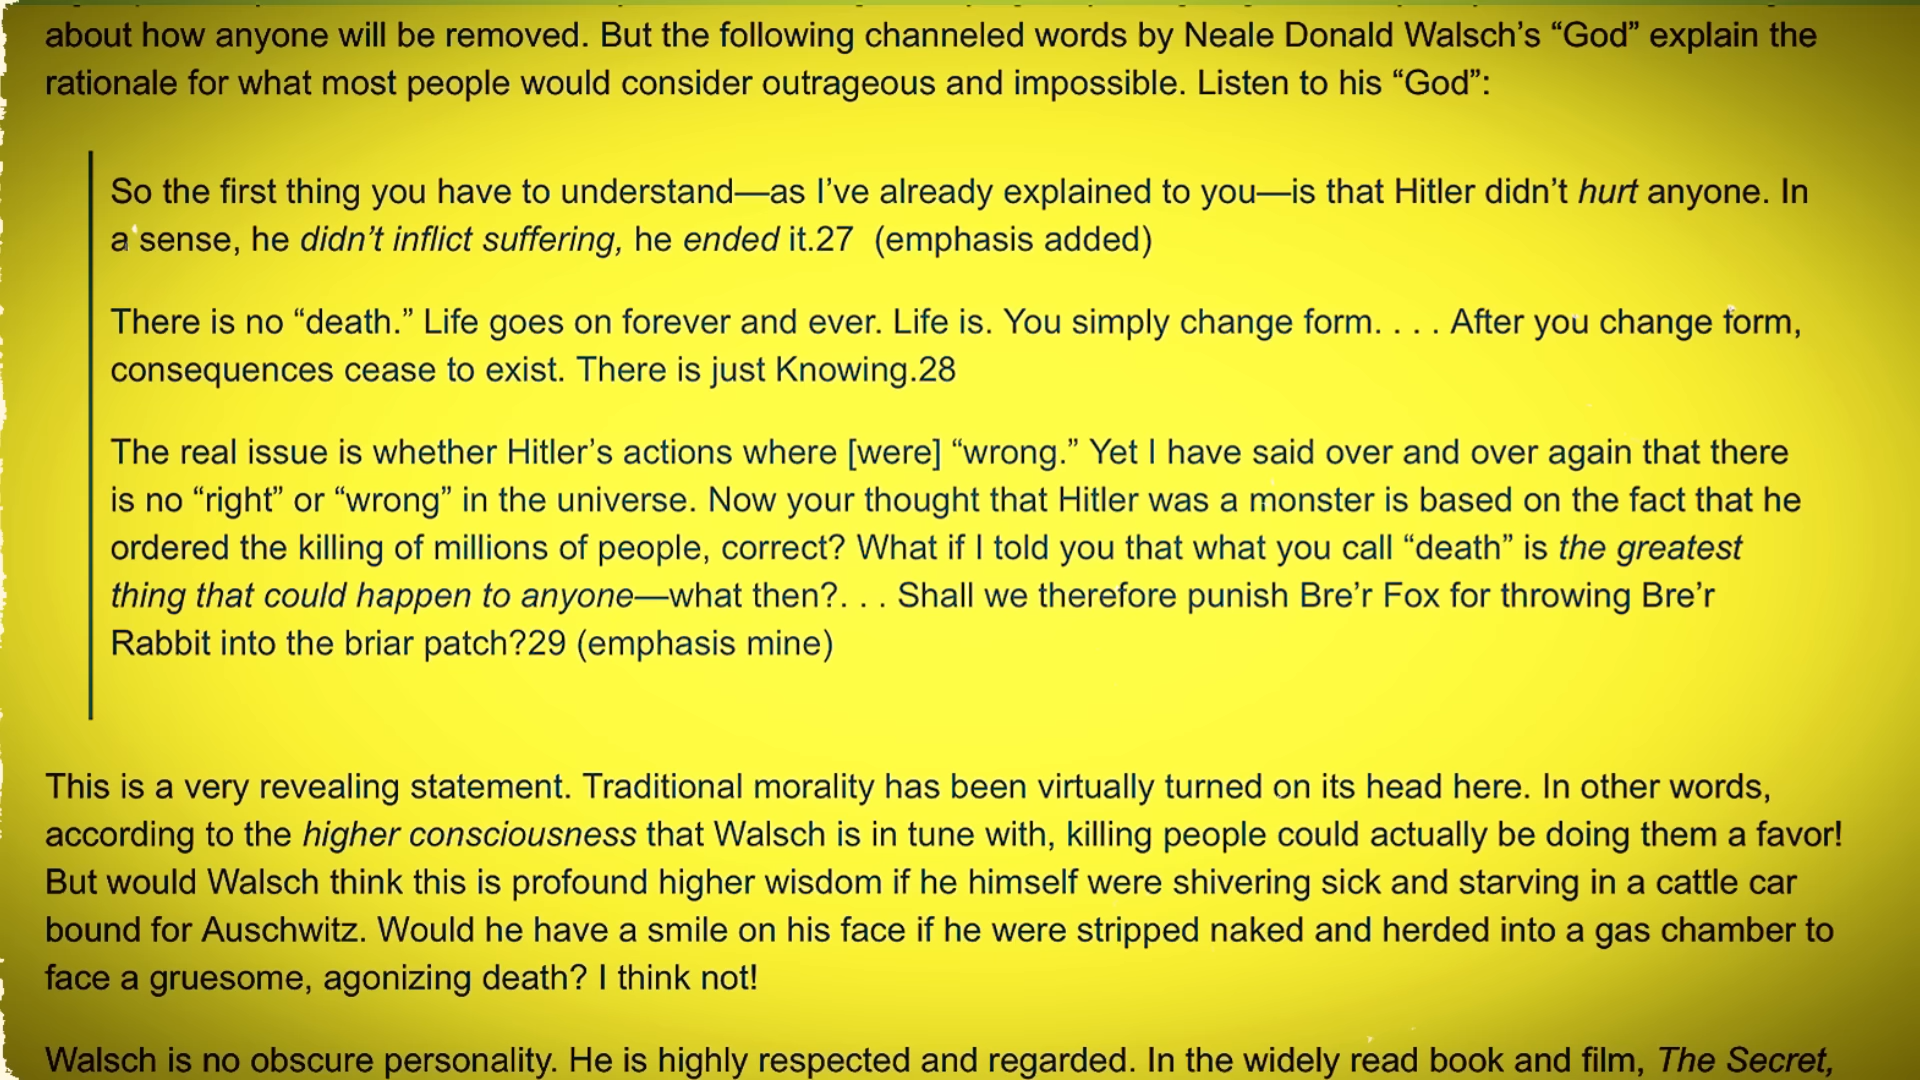 about how anyone will be removed. But the following channeled words by Neale Donald Walsch’s “God” explain the
rationale for what most people would consider outrageous and impossible. Listen to his “God”:
So the first thing you have to understand—as I’ve already explained to you—is that Hitler didn’t hurt anyone. In
a sense, he didn’t inflict suffering, he ended it.27 (emphasis added)
There is no “death.” Life goes on forever and ever. Life is. You simply change form. . . . After you change form,
consequences cease to exist. There is just Knowing.28
The real issue is whether Hitler’s actions where [were] “wrong.” Yet I have said over and over again that there
is no “right” or “wrong” in the universe. Now your thought that Hitler was a monster is based on the fact that he
ordered the killing of millions of people, correct? What if I told you that what you call “death” is the greatest
thing that could happen to anyone—what then?. . . Shall we therefore punish Bre’r Fox for throwing Bre’r
Rabbit into the briar patch?29 (emphasis mine)
This is a very revealing statement. Traditional morality has been virtually turned on its head here. In other words,
according to the higher consciousness that Walsch is in tune with, killing people could actually be doing them a favor!
But would Walsch think this is profound higher wisdom if he himself were shivering sick and starving in a cattle car
bound for Auschwitz. Would he have a smile on his face if he were stripped naked and herded into a gas chamber to
face a gruesome, agonizing death? I think not!
Walsch is no obscure personality. He is highly respected and regarded. In the widely read book and film, The Secret,